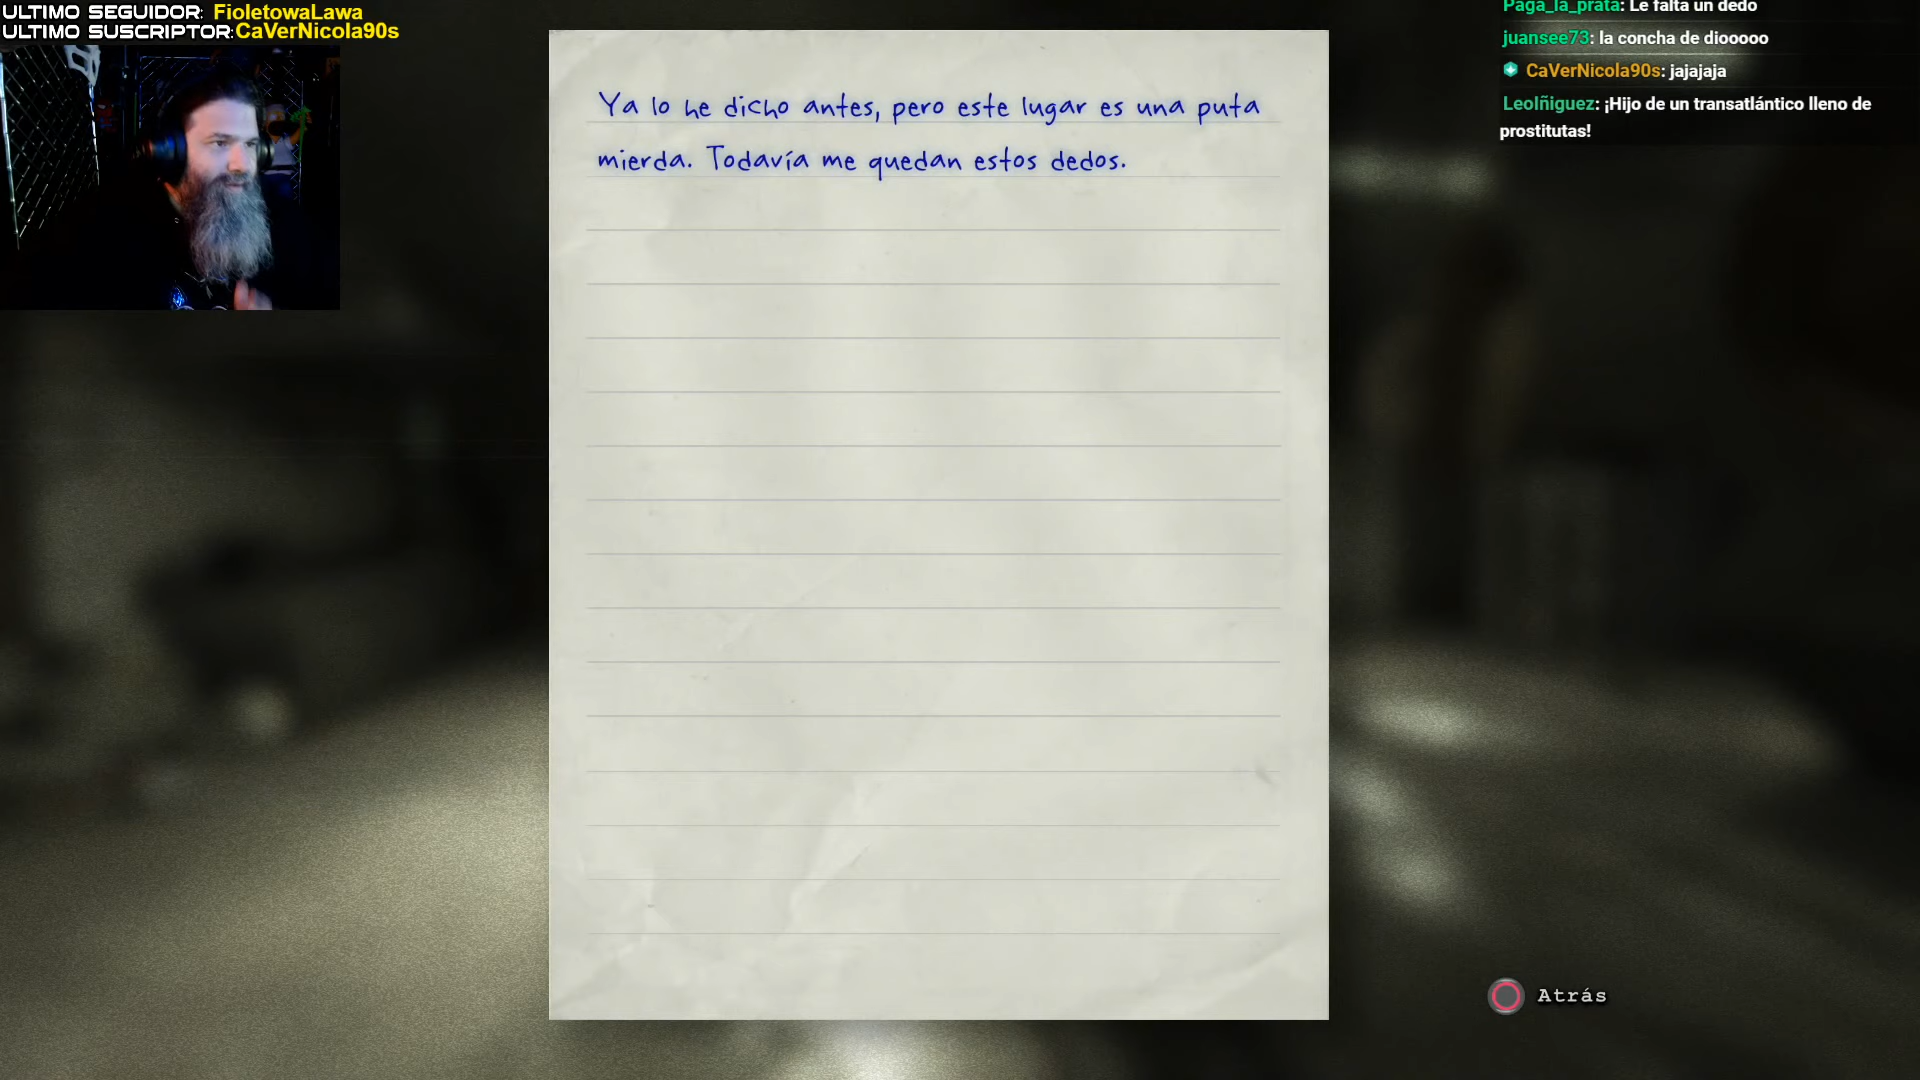 ULTIMO SEGUIDOR: FioletowaLawa
ULTIMO SUSCRIPTOR:CaVerNicola90s
Paga_la_prata: Le falta un dedo
juansee73: la concha de diooooo
CaVerNicola90s: jajajaja
LeoIñiguez: ¡Hijo de un transatlántico lleno de
prostitutas!
Ya lo he dicho antes, pero este lugar es una puta
mierda. Todavía me quedan estos dedos.
Atrás